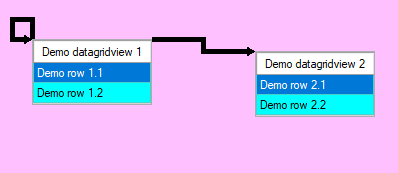 Demo datagridview 1
Demo row 1.1
Demo row 1.2
Demo datagridview 2
Demo row 2.1
Demo row 2.2